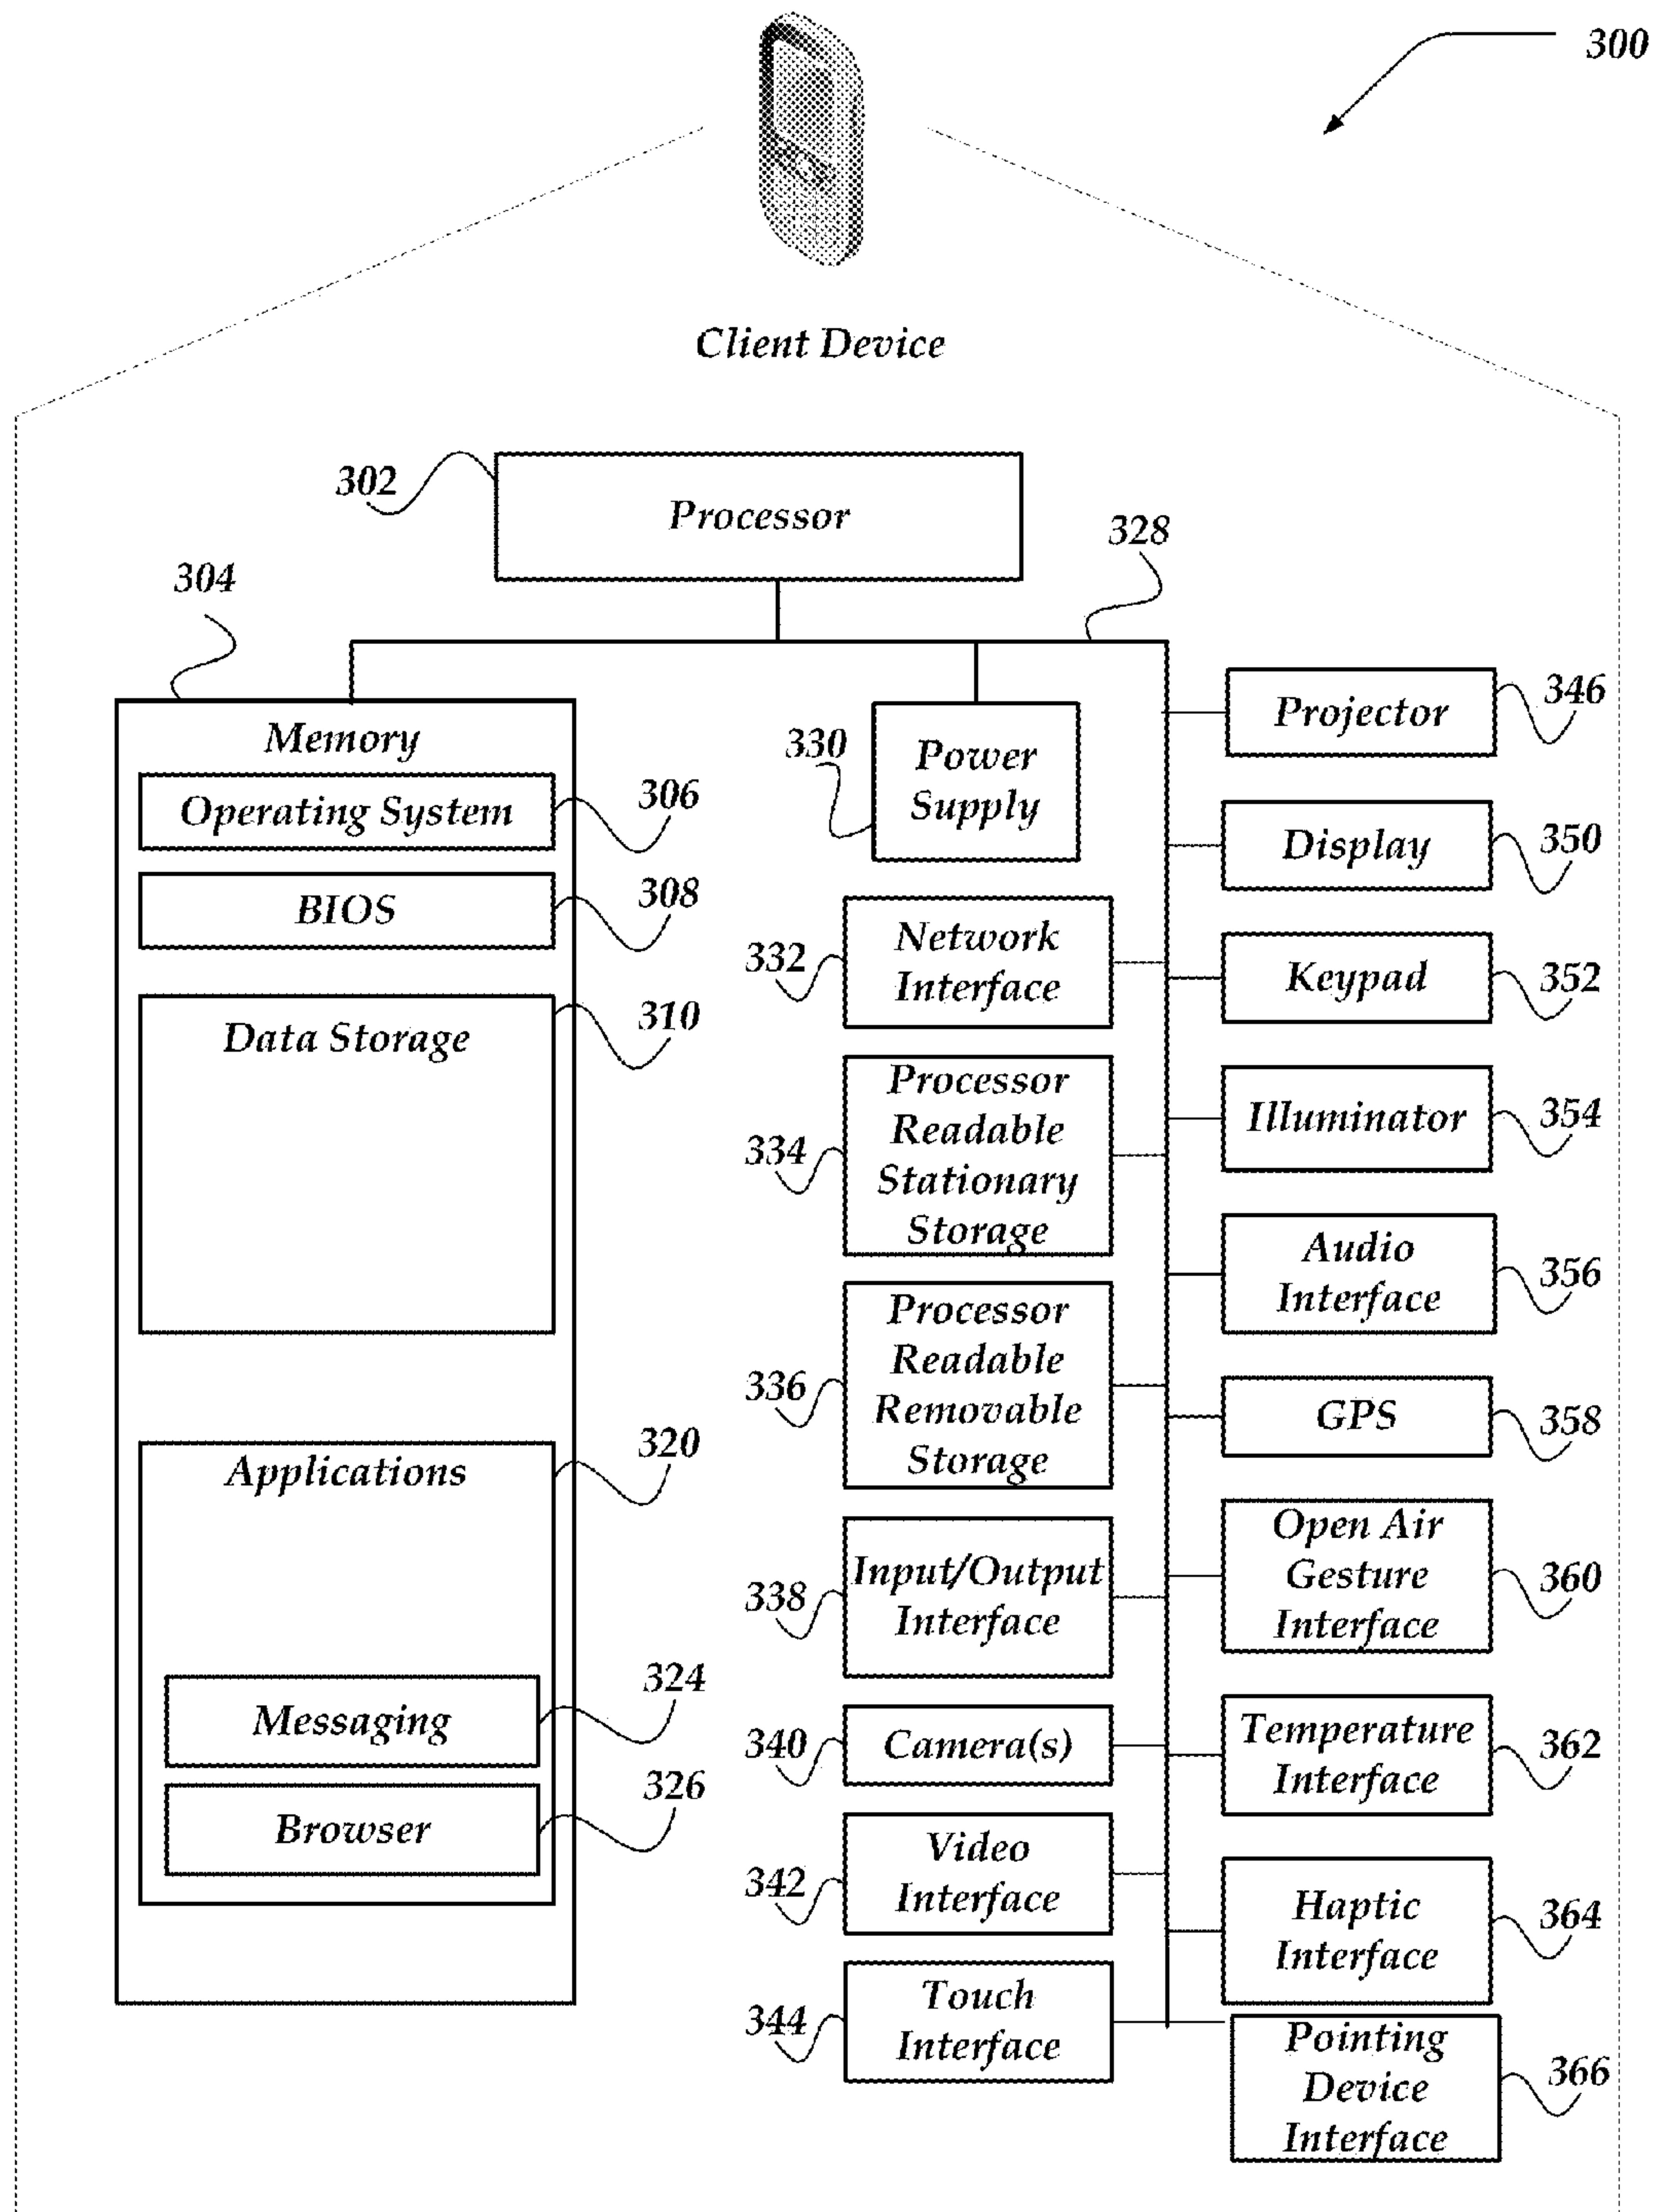 300
Client Device
302
Processor
328
304
Memory
Operating System
306
BIOS
308
Data Storage
310
Applications
320
Messaging
324
Browser
326
330
Power
Supply
332
Network
Interface
334
Processor
Readable
Stationary
Storage
336
Processor
Readable
Removable
Storage
338
Input/Output
Interface
340
Camera(s)
342
Video
Interface
344
Touch
Interface
Projector
346
Display
350
Keypad
352
Illuminator
354
Audio
Interface
356
GPS
358
Open Air
Gesture
Interface
360
Temperature
Interface
362
Haptic
Interface
364
Pointing
Device
Interface
366